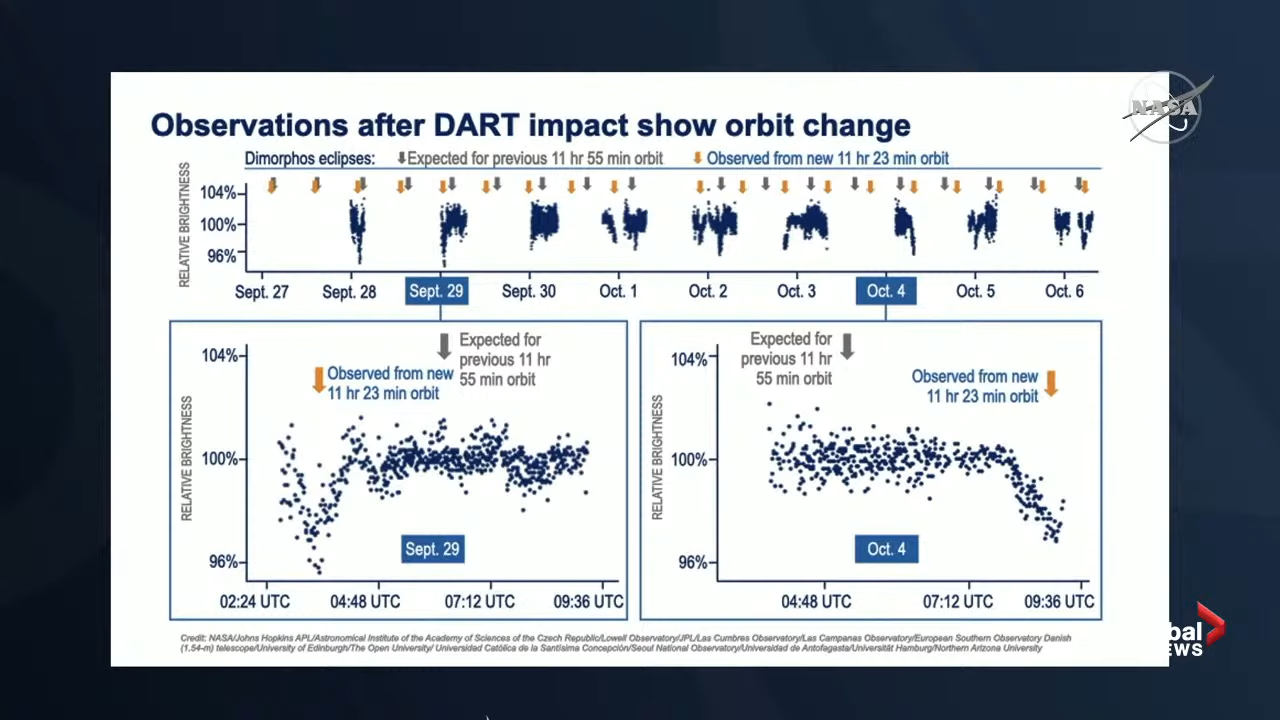 NASA
Observations after DART impact show orbit change
Dimorphos eclipses: Expected for previous 11 hr 55 min orbit Observed from new 11 hr 23 min orbit
RELATIVE BRIGHTNESS
104%
100%
96%
Sept. 27 Sept. 28 Sept. 29 Sept. 30 Oct. 1 Oct. 2 Oct. 3 Oct. 4 Oct. 5 Oct. 6
Expected for
previous 11 hr
55 min orbit
Observed from new
11 hr 23 min orbit
RELATIVE BRIGHTNESS
104%
100%
96%
Sept. 29
02:24 UTC 04:48 UTC 07:12 UTC 09:36 UTC
Expected for
previous 11 hr
55 min orbit
Observed from new
11 hr 23 min orbit
RELATIVE BRIGHTNESS
104%
100%
96%
Oct. 4
04:48 UTC 07:12 UTC 09:36 UTC
Credit: NASA/Johns Hopkins APL/Astronomical Institute of the Academy of Sciences of the Czech Republic/Lowell Observatory/JPL/Las Cumbres Observatory/Las Campanas Observatory/European Southern Observatory Danish
(1.54-m) telescope/University of Edinburgh/The Open University/ Universidad Católica de la Santísima Concepción/Seoul National Observatory/Universidad de Antofagasta/Universität Hamburg/Northern Arizona University